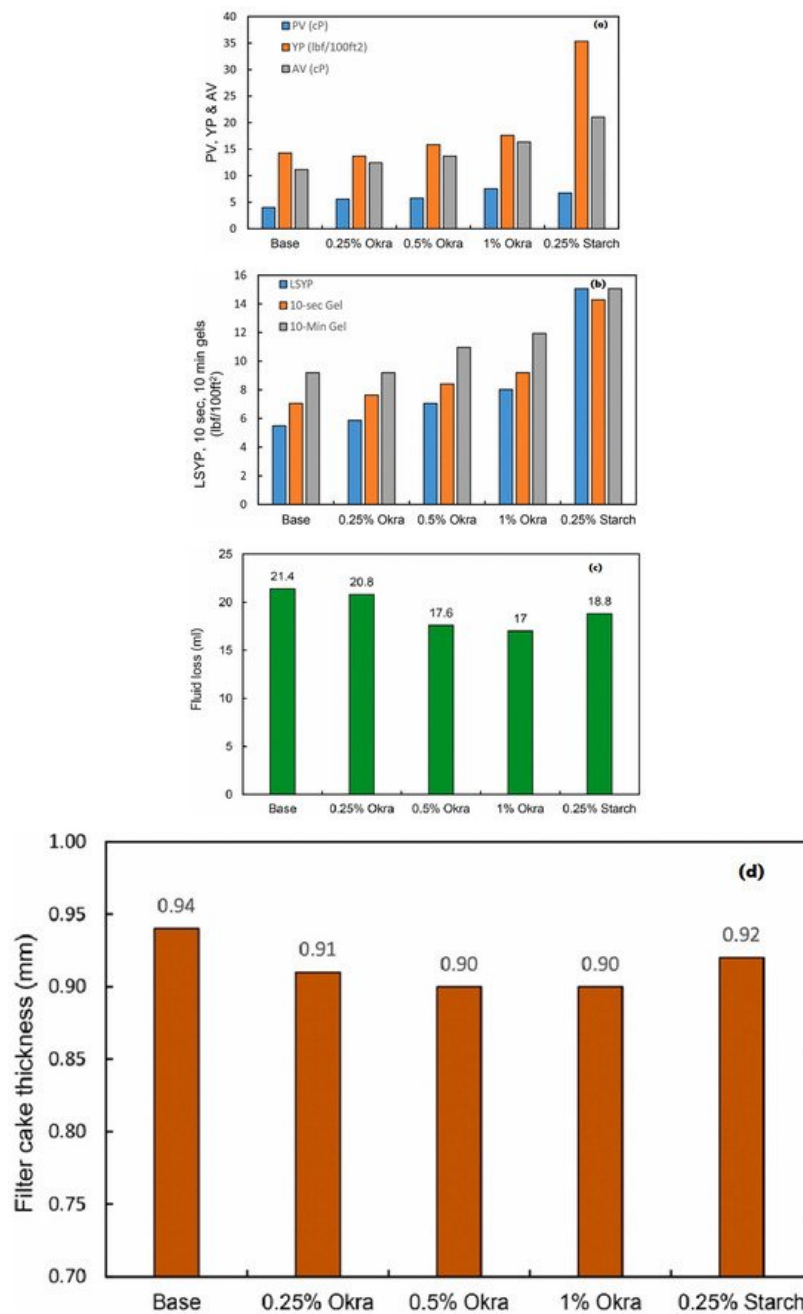 (a)
PV (cP)
YP (lbf/100ft2)
AV (cP)
PV, YP & AV
40
35
30
25
20
15
10
5
0
Base 0.25% Okra 0.5% Okra 1% Okra 0.25% Starch
(b)
LSYP
10-sec Gel
10-Min Gel
LSYP, 10 sec, 10 min gels
(lbf/100ft²)
16
14
12
10
8
6
4
2
0
Base 0.25% Okra 0.5% Okra 1% Okra 0.25% Starch
(c)
Fluid loss (ml)
25
20
15
10
5
0
21.4 20.8 17.6 17 18.8
Base 0.25% Okra 0.5% Okra 1% Okra 0.25% Starch
(d)
Filter cake thickness (mm)
1.00
0.95
0.90
0.85
0.80
0.75
0.70
0.94 0.91 0.90 0.90 0.92
Base 0.25% Okra 0.5% Okra 1% Okra 0.25% Starch